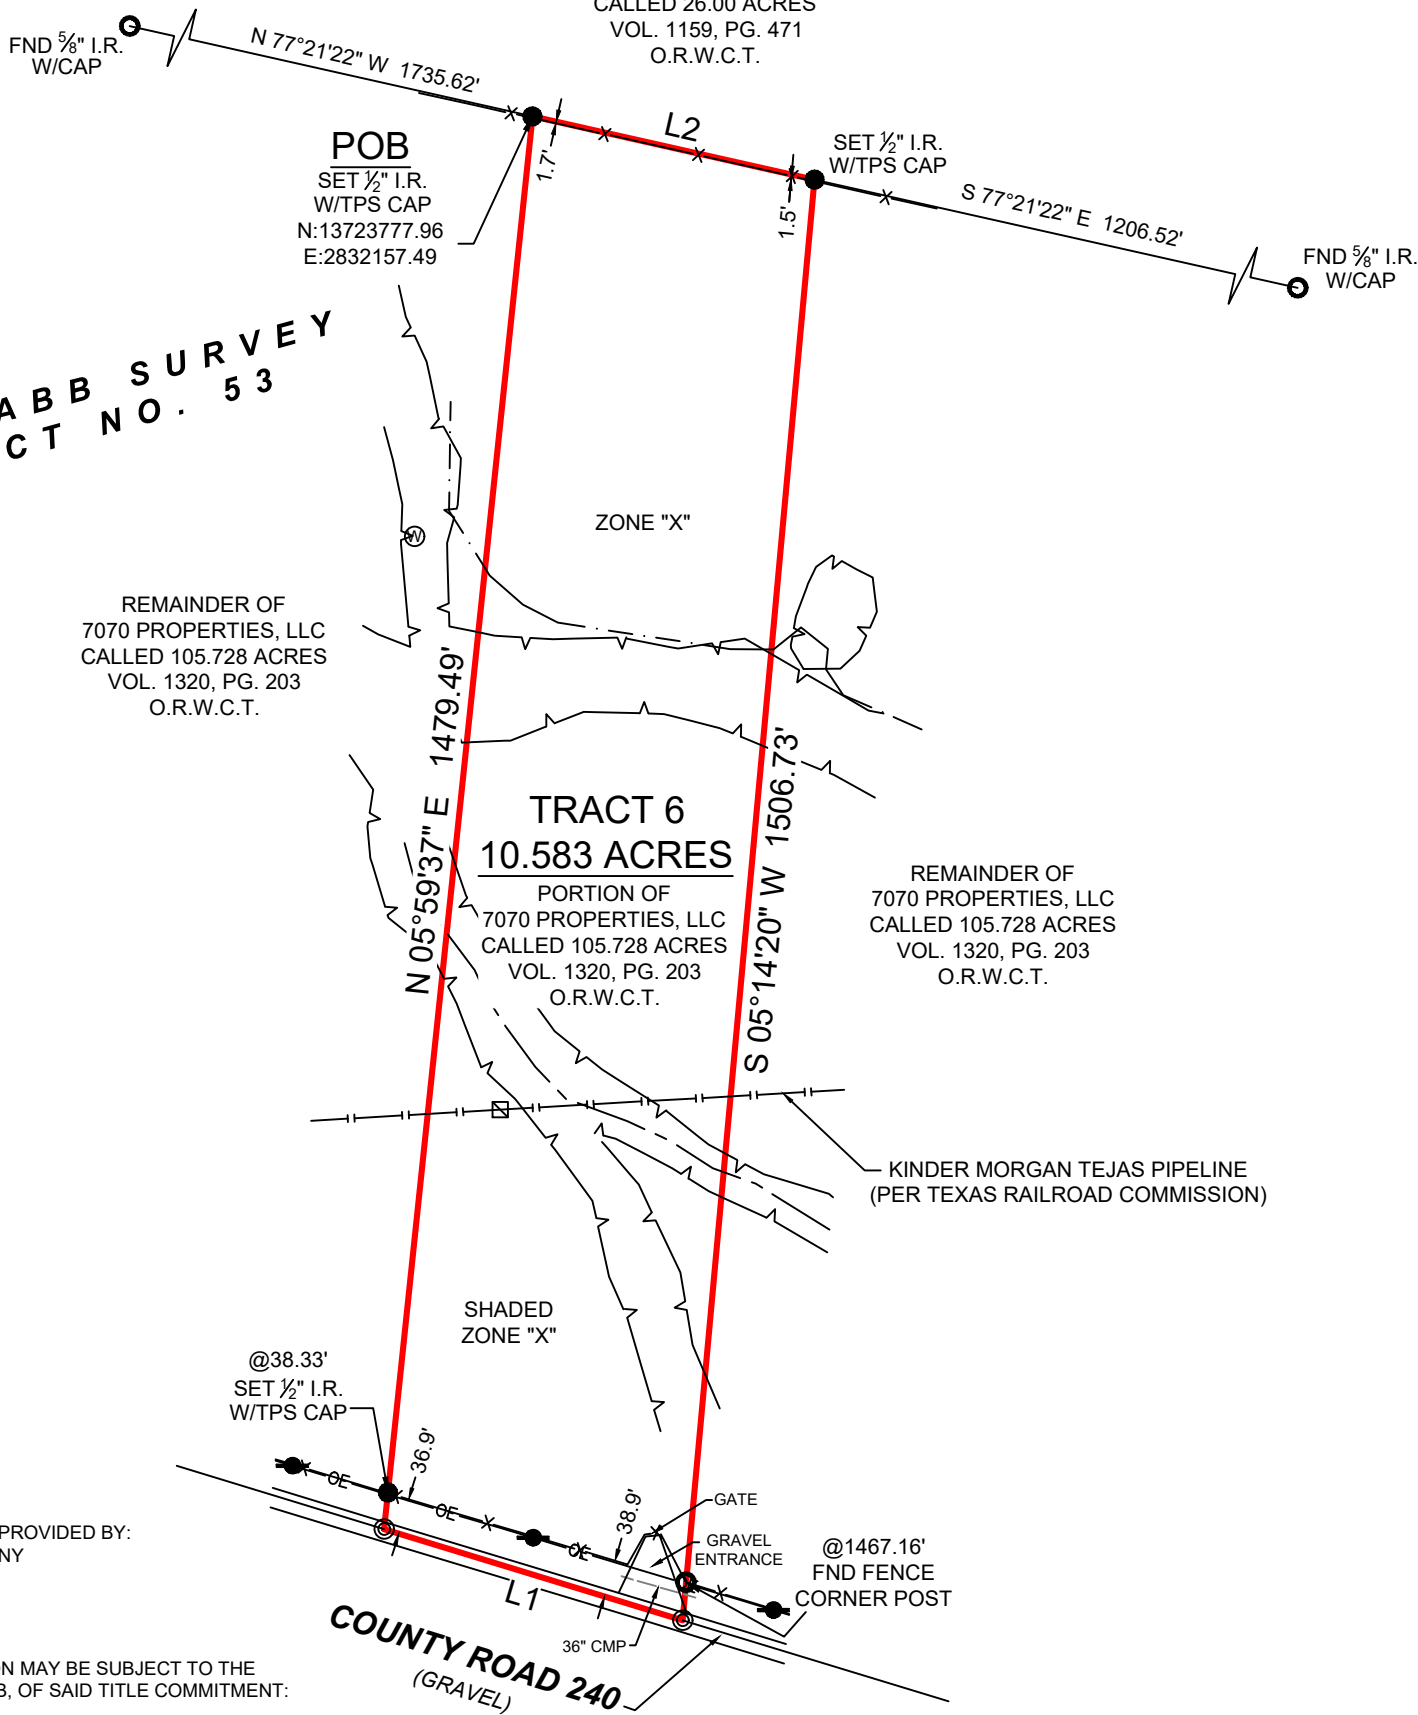 CALLED 26.00 ACRES
VOL. 1159, PG. 471
O.R.W.C.T.
FND 5/8" I.R.
W/CAP
N 77°21'22" W 1735.62'
POB
SET 1/2" I.R.
W/TPS CAP
N:13723777.96
E:2832157.49
1.7'
L2
SET 1/2" I.R.
W/TPS CAP
1.5'
S 77°21'22" E 1206.52'
FND 5/8" I.R.
W/CAP
ABB SURVEY
CT NO. 53
ZONE "X"
W
REMAINDER OF
7070 PROPERTIES, LLC
CALLED 105.728 ACRES
VOL. 1320, PG. 203
O.R.W.C.T.
N 05°59'37" E 1479.49'
TRACT 6
10.583 ACRES
PORTION OF
7070 PROPERTIES, LLC
CALLED 105.728 ACRES
VOL. 1320, PG. 203
O.R.W.C.T.
S 05°14'20" W 1506.73'
REMAINDER OF
7070 PROPERTIES, LLC
CALLED 105.728 ACRES
VOL. 1320, PG. 203
O.R.W.C.T.
KINDER MORGAN TEJAS PIPELINE
(PER TEXAS RAILROAD COMMISSION)
SHADED
ZONE "X"
@38.33'
SET 1/2" I.R.
W/TPS CAP
36.9'
OE
OE
OE
38.9'
GATE
GRAVEL
ENTRANCE
@1467.16'
FND FENCE
CORNER POST
L1
36" CMP
COUNTY ROAD 240
(GRAVEL)
PROVIDED BY:
NY
ON MAY BE SUBJECT TO THE
B, OF SAID TITLE COMMITMENT: